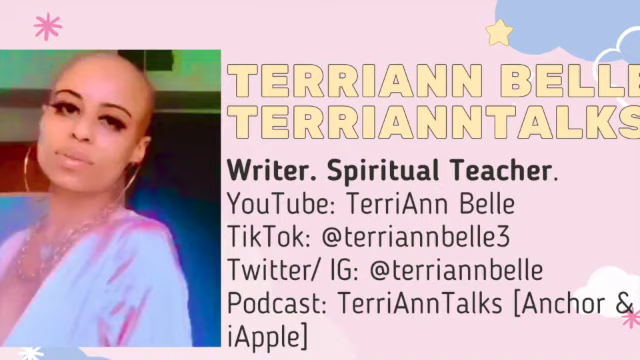 TERRIANN BELLE
TERRIANNTALKS
Writer. Spiritual Teacher.
YouTube: TerriAnn Belle
TikTok: @terriannbelle3
Twitter/ IG: @terriannbelle
Podcast: TerriAnnTalks [Anchor &
iApple]